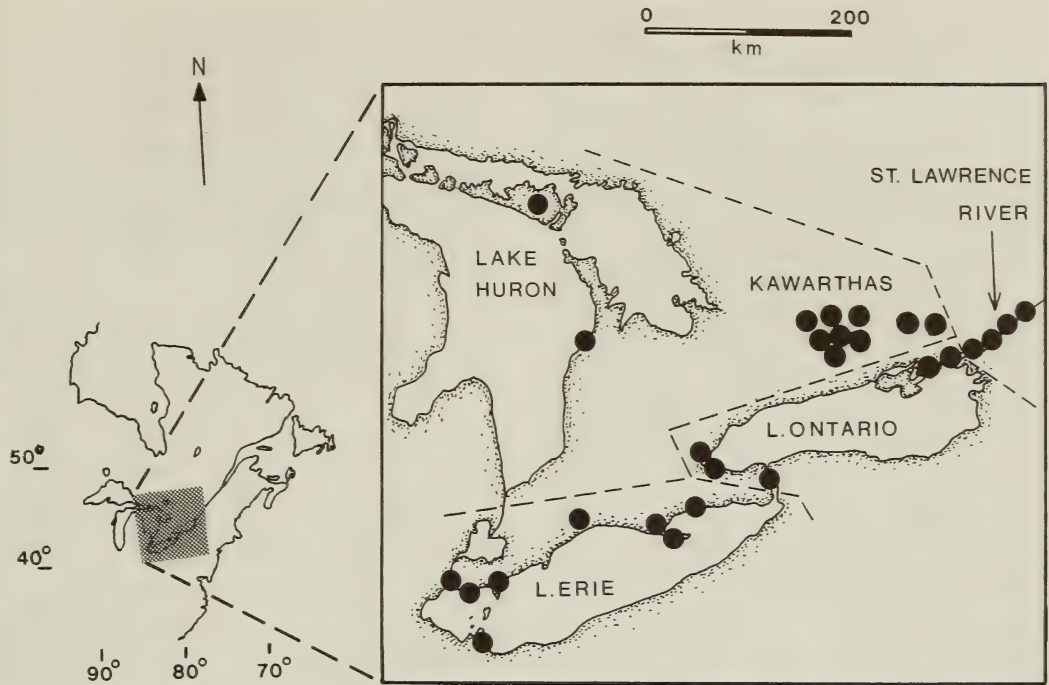 0 200
km
N
ST. LAWRENCE
RIVER
LAKE
HURON
KAWARTHAS
L. ONTARIO
50°
40°
L. ERIE
90° 80° 70°